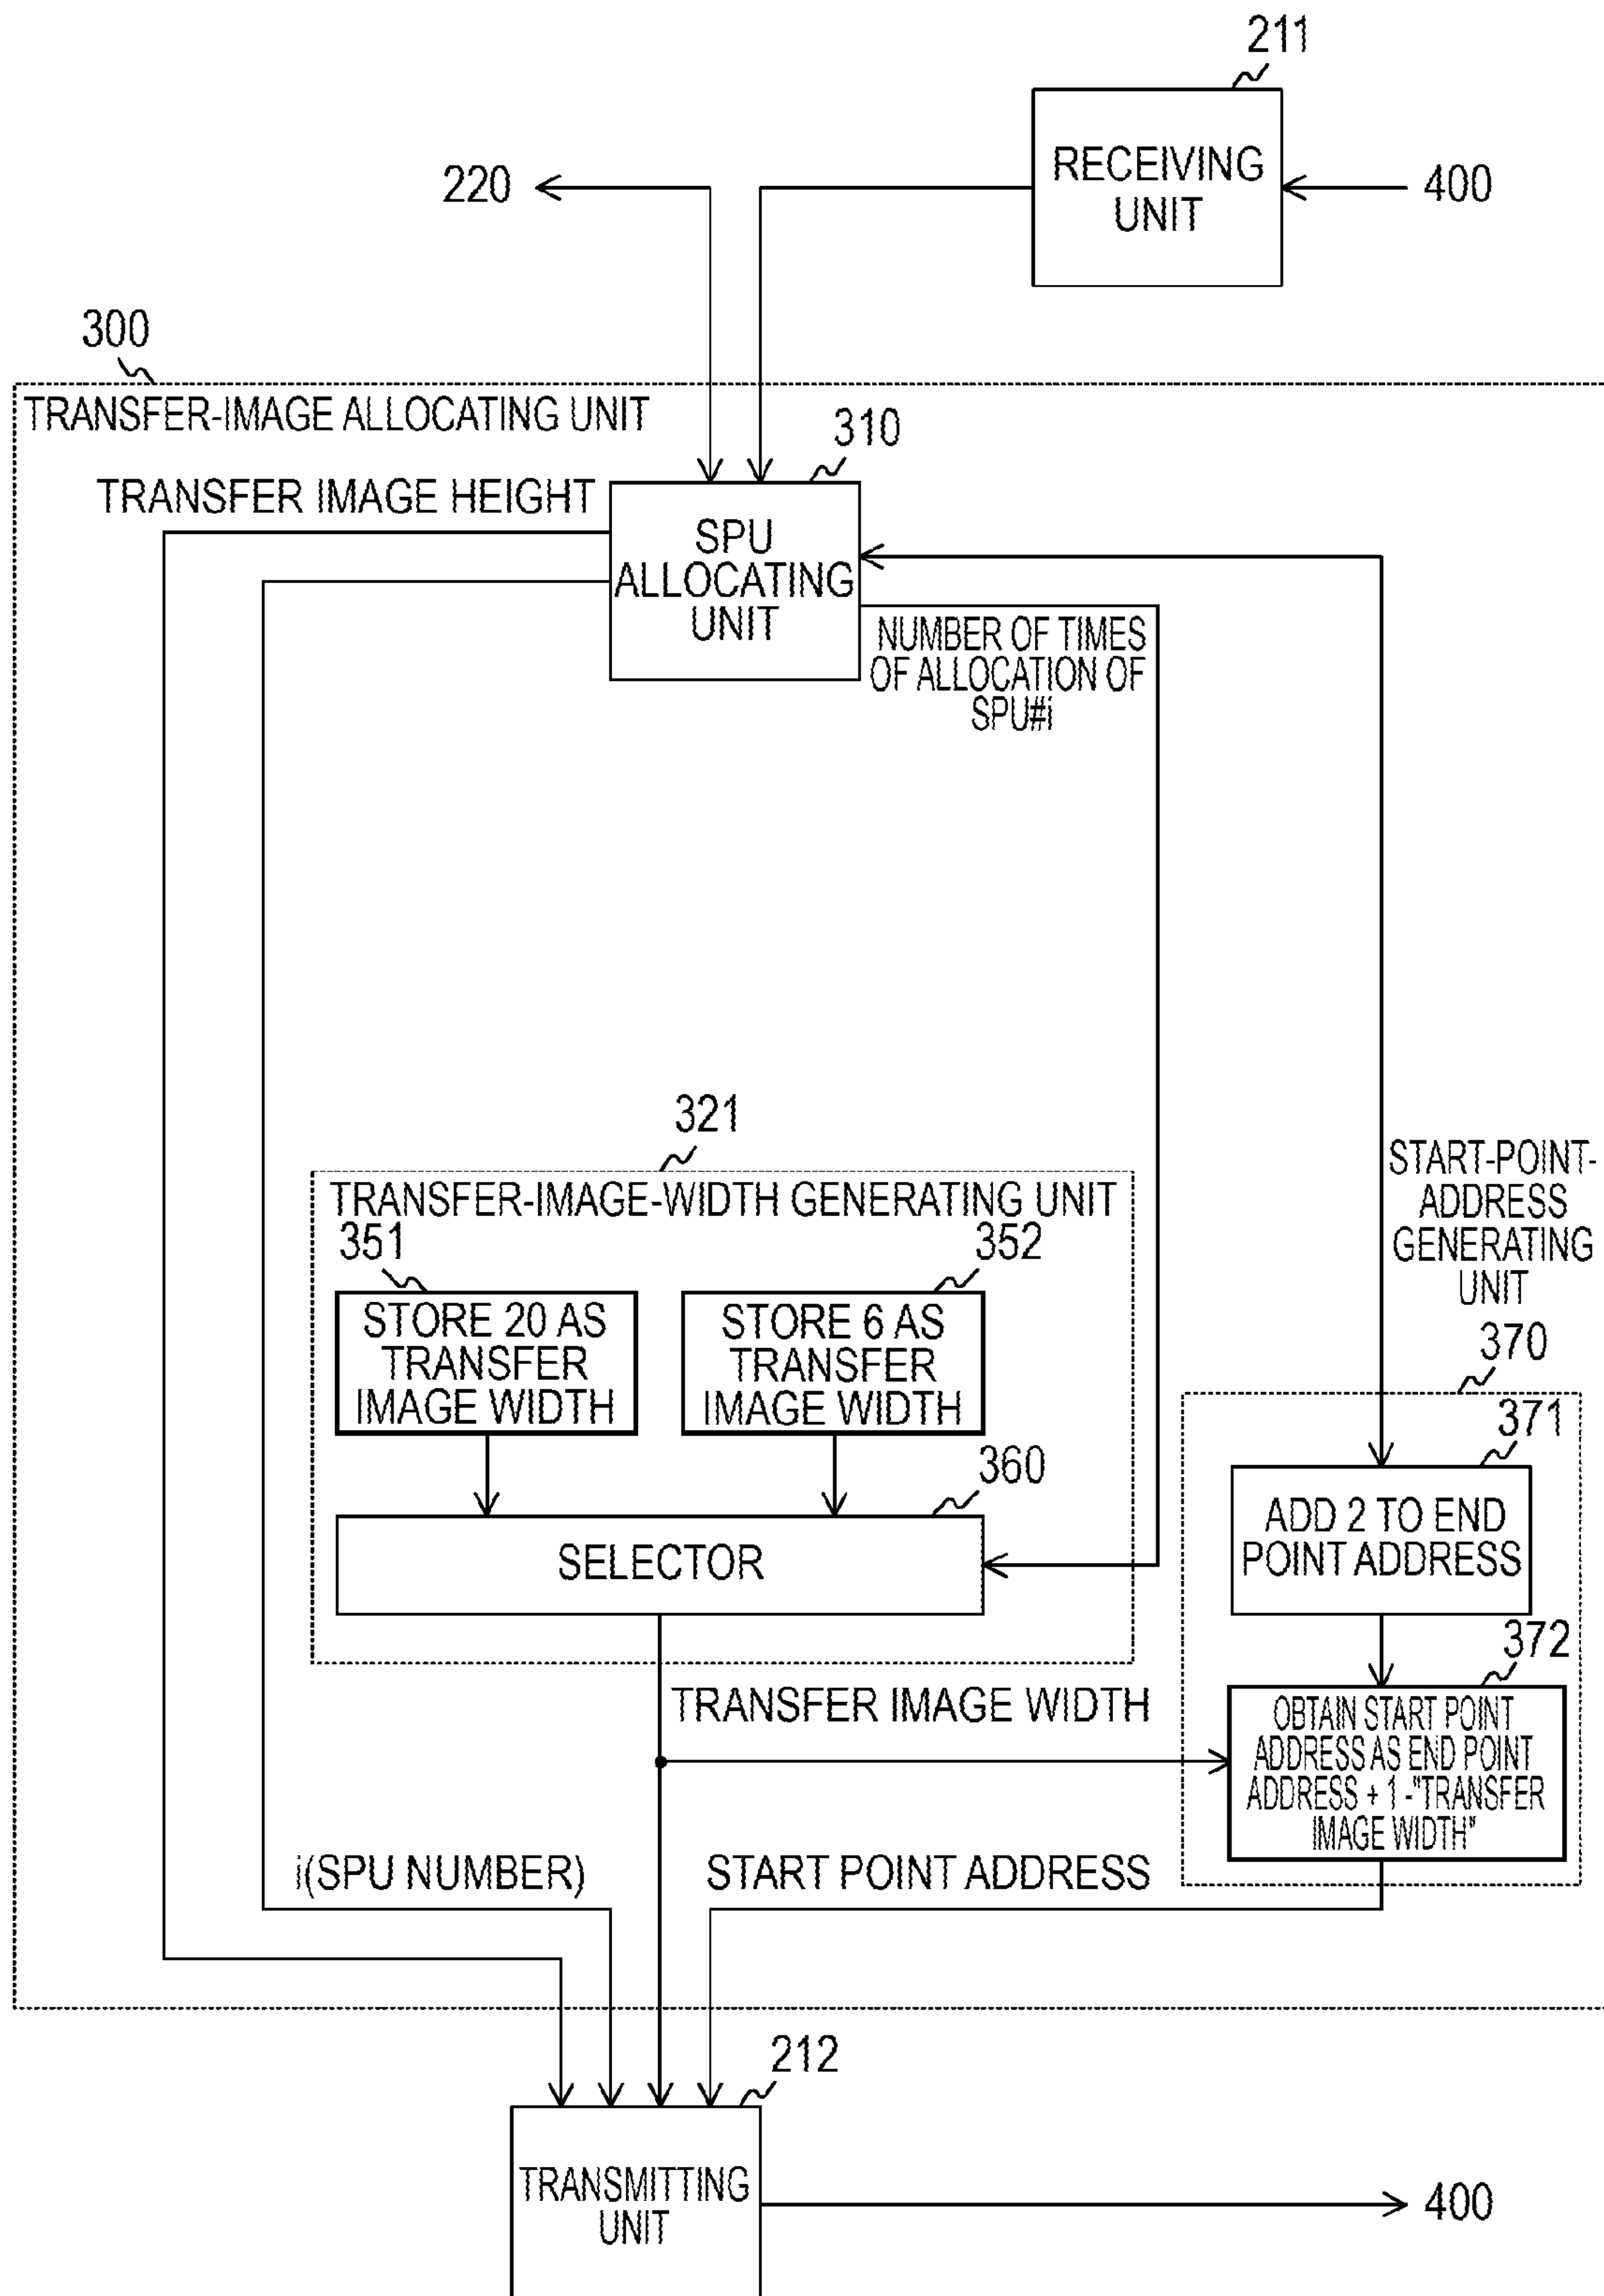 211
RECEIVING
UNIT
220
400
300
TRANSFER-IMAGE ALLOCATING UNIT
310
TRANSFER IMAGE HEIGHT
SPU
ALLOCATING
UNIT
NUMBER OF TIMES
OF ALLOCATION OF
SPU#i
321
TRANSFER-IMAGE-WIDTH GENERATING UNIT
START-POINT-
ADDRESS
GENERATING
UNIT
351
352
STORE 20 AS
TRANSFER
IMAGE WIDTH
STORE 6 AS
TRANSFER
IMAGE WIDTH
370
371
360
SELECTOR
ADD 2 TO END
POINT ADDRESS
372
TRANSFER IMAGE WIDTH
OBTAIN START POINT
ADDRESS AS END POINT
ADDRESS + 1 -"TRANSFER
IMAGE WIDTH"
i(SPU NUMBER)
START POINT ADDRESS
212
TRANSMITTING
UNIT
400